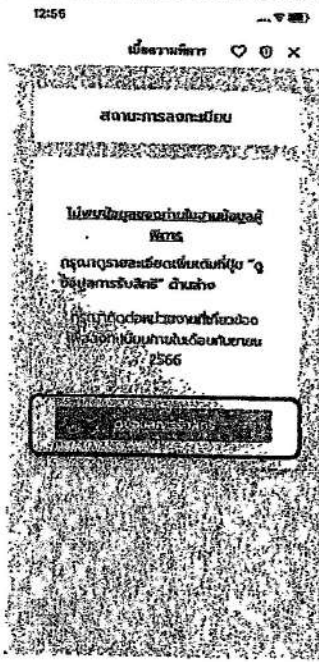 12:56
เบี้ยความพิการ
สถานะการลงทะเบียน
ไม่พบข้อมูลของท่านในฐานข้อมูลผู้
พิการ
กรุณาดูรายละเอียดเพิ่มเติมที่ปุ่ม "ดู
ข้อมูลการรับสิทธิ" ด้านล่าง
กรุณาติดต่อหน่วยงานที่เกี่ยวข้อง
เพื่อลงทะเบียนภายในเดือนกันยายน
2566